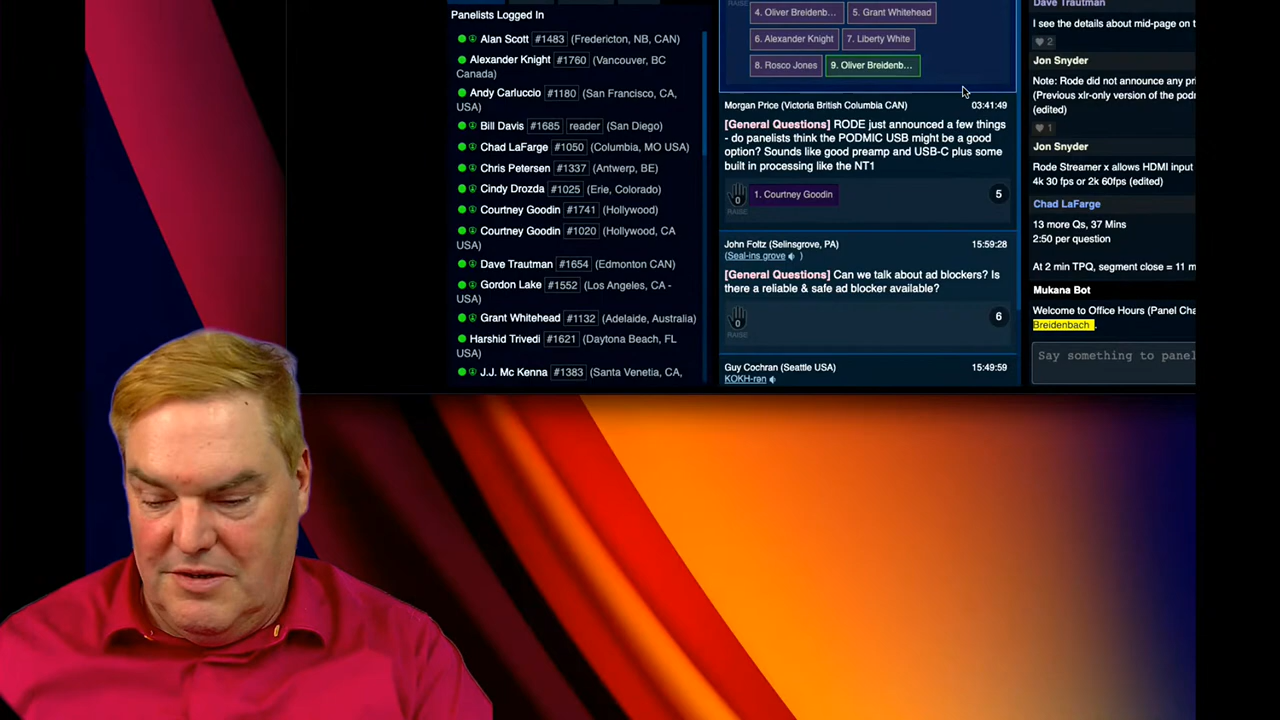 Panelists Logged In
Alan Scott #1483 (Fredericton, NB, CAN)
Alexander Knight #1760 (Vancouver, BC
Canada)
Andy Carluccio #1180 (San Francisco, CA,
USA)
Bill Davis #1685 reader (San Diego)
Chad LaFarge #1050 (Columbia, MO USA)
Chris Petersen #1337 (Antwerp, BE)
Cindy Drozda #1025 (Erie, Colorado)
Courtney Goodin #1741 (Hollywood)
Courtney Goodin #1020 (Hollywood, CA
USA)
Dave Trautman #1654 (Edmonton CAN)
Gordon Lake #1552 (Los Angeles, CA -
USA)
Grant Whitehead #1132 (Adelaide, Australia)
Harshid Trivedi #1621 (Daytona Beach, FL
USA)
J.J. Mc Kenna #1383 (Santa Venetia, CA,
RAISE
4. Oliver Breidenb... 5. Grant Whitehead
6. Alexander Knight 7. Liberty White
8. Rosco Jones 9. Oliver Breidenb...
Morgan Price (Victoria British Columbia CAN) 03:41:49
[General Questions] RODE just announced a few things
- do panelists think the PODMIC USB might be a good
option? Sounds like good preamp and USB-C plus some
built in processing like the NT1
0 1. Courtney Goodin 5
RAISE
John Foltz (Selinsgrove, PA) 15:59:28
(Seal-ins grove )
[General Questions] Can we talk about ad blockers? Is
there a reliable & safe ad blocker available?
0 6
RAISE
Guy Cochran (Seattle USA) 15:49:59
KOKH-rən
Dave Trautman
I see the details about mid-page on t
2
Jon Snyder
Note: Rode did not announce any pri
(Previous xlr-only version of the podr
(edited)
1
Jon Snyder
Rode Streamer x allows HDMI input
4k 30 fps or 2k 60fps (edited)
Chad LaFarge
13 more Qs, 37 Mins
2:50 per question
At 2 min TPQ, segment close = 11 m
Mukana Bot
Welcome to Office Hours (Panel Cha
Breidenbach .
Say something to panel